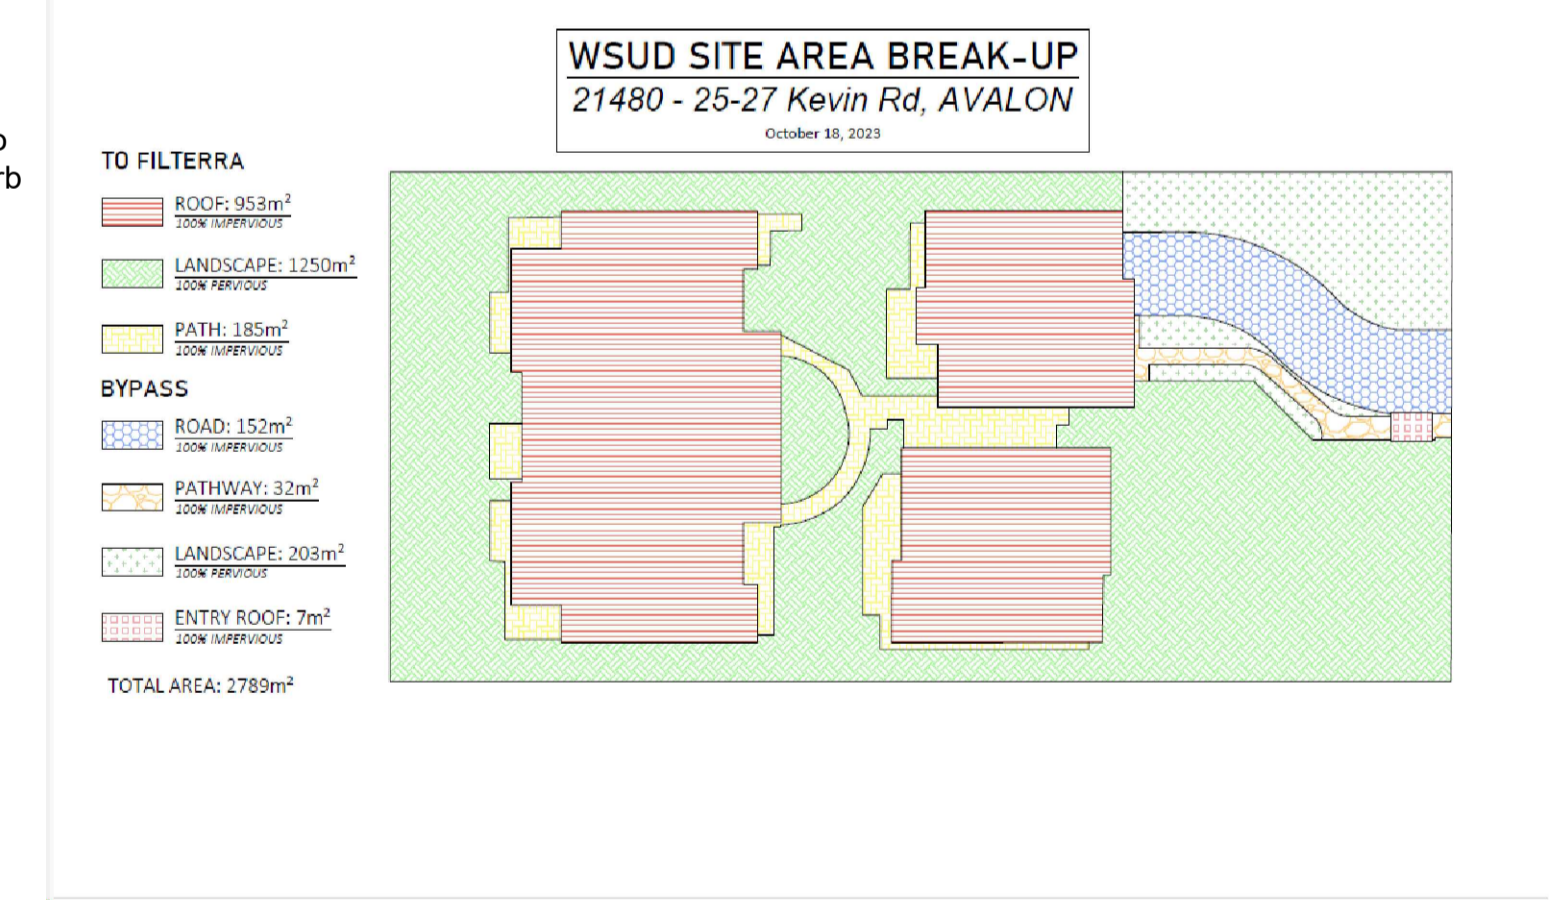 WSUD SITE AREA BREAK-UP
21480 - 25-27 Kevin Rd, AVALON
October 18, 2023
rb
TO FILTERRA
ROOF: 953m²
100% IMPERVIOUS
LANDSCAPE: 1250m²
100% PERVIOUS
PATH: 185m²
100% IMPERVIOUS
BYPASS
ROAD: 152m²
100% IMPERVIOUS
PATHWAY: 32m²
100% IMPERVIOUS
LANDSCAPE: 203m²
100% PERVIOUS
ENTRY ROOF: 7m²
100% IMPERVIOUS
TOTAL AREA: 2789m²